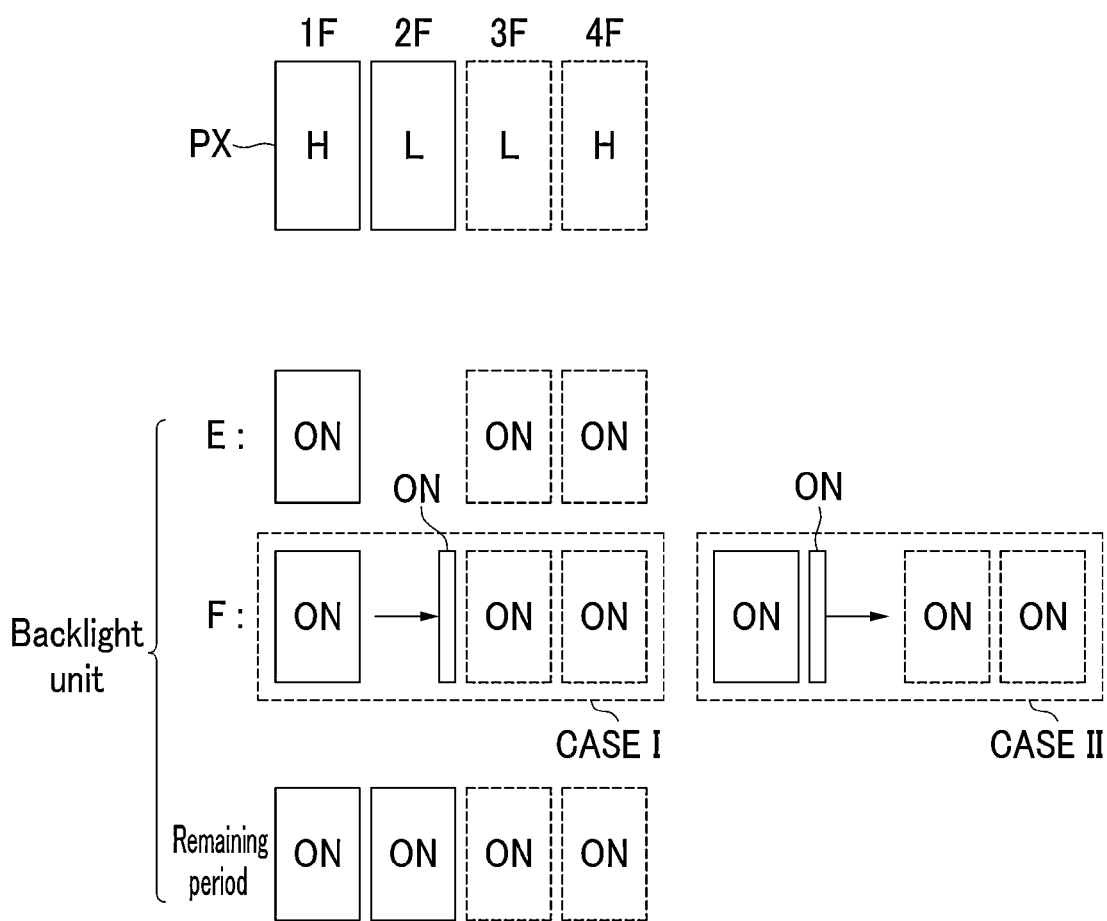 1F 2F 3F 4F
PX H L L H
E : ON ON ON
ON ON
F : ON ON ON ON ON ON
Backlight
unit
CASE I CASE II
Remaining
period
ON ON ON ON